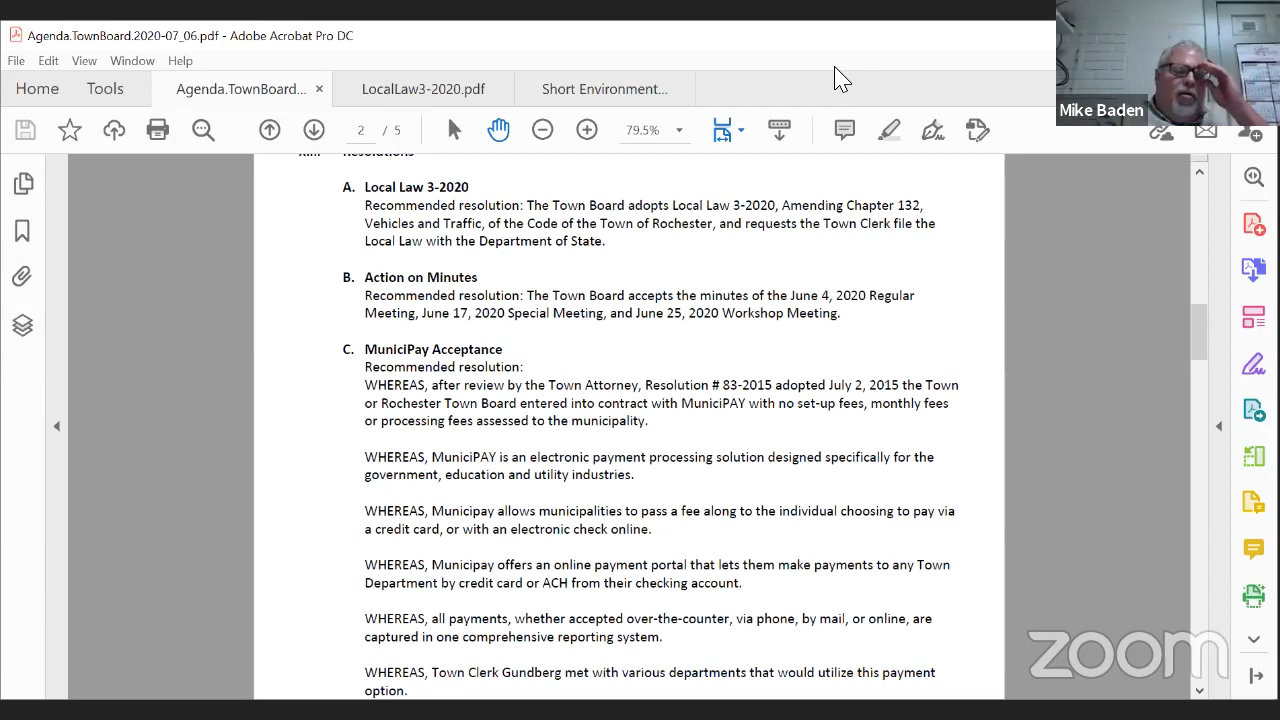 Agenda.TownBoard.2020-07_06.pdf - Adobe Acrobat Pro DC
File Edit View Window Help
Home Tools Agenda.TownBoard... × LocalLaw3-2020.pdf Short Environment...
2 / 5 79.5%
Mike Baden
XIII. Resolutions
A. Local Law 3-2020
Recommended resolution: The Town Board adopts Local Law 3-2020, Amending Chapter 132,
Vehicles and Traffic, of the Code of the Town of Rochester, and requests the Town Clerk file the
Local Law with the Department of State.
B. Action on Minutes
Recommended resolution: The Town Board accepts the minutes of the June 4, 2020 Regular
Meeting, June 17, 2020 Special Meeting, and June 25, 2020 Workshop Meeting.
C. MuniciPay Acceptance
Recommended resolution:
WHEREAS, after review by the Town Attorney, Resolution # 83-2015 adopted July 2, 2015 the Town
or Rochester Town Board entered into contract with MuniciPAY with no set-up fees, monthly fees
or processing fees assessed to the municipality.
WHEREAS, MuniciPAY is an electronic payment processing solution designed specifically for the
government, education and utility industries.
WHEREAS, Municipay allows municipalities to pass a fee along to the individual choosing to pay via
a credit card, or with an electronic check online.
WHEREAS, Municipay offers an online payment portal that lets them make payments to any Town
Department by credit card or ACH from their checking account.
WHEREAS, all payments, whether accepted over-the-counter, via phone, by mail, or online, are
captured in one comprehensive reporting system.
WHEREAS, Town Clerk Gundberg met with various departments that would utilize this payment
option.
zoom